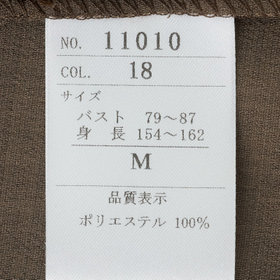 NO. 11010
COL. 18
サイズ
バスト 79～87
身長 154～162
M
品質表示
ポリエステル 100%